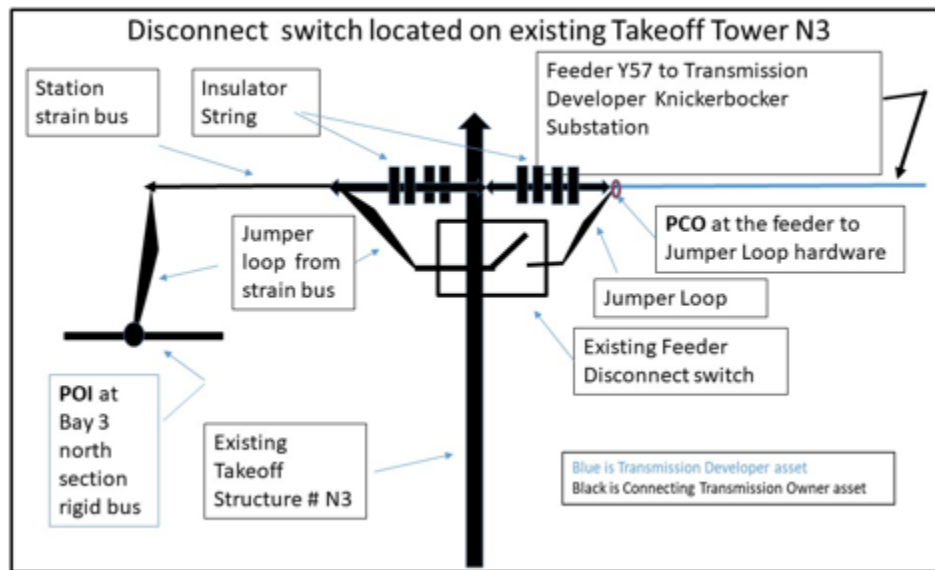 Disconnect switch located on existing Takeoff Tower N3
Station
strain bus
Insulator
String
Feeder Y57 to Transmission
Developer Knickerbocker
Substation
PCO at the feeder to
Jumper Loop hardware
Jumper
loop from
strain bus
Jumper Loop
Existing Feeder
Disconnect switch
POI at
Bay 3
north
section
rigid bus
Existing
Takeoff
Structure # N3
Blue is Transmission Developer asset
Black is Connecting Transmission Owner asset